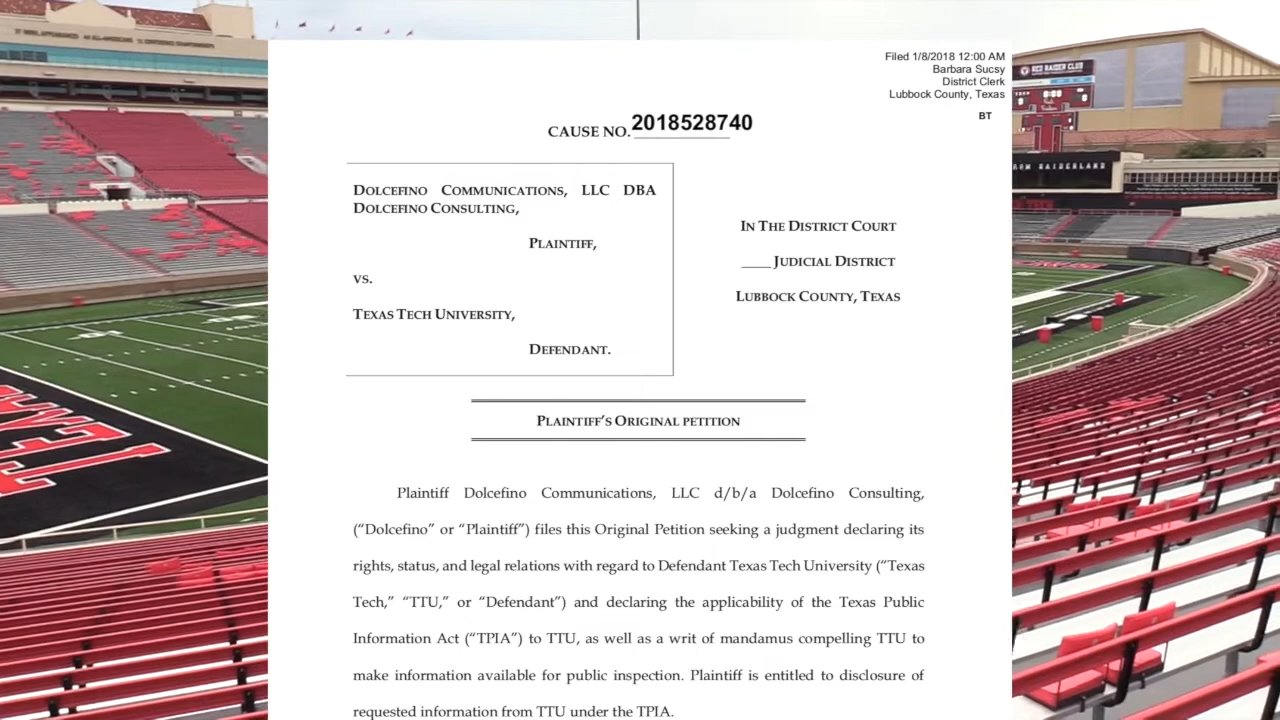 Filed 1/8/2018 12:00 AM
Barbara Sucsy
District Clerk
Lubbock County, Texas
BT
CAUSE NO. 2018528740
DOLCEFINO COMMUNICATIONS, LLC DBA
DOLCEFINO CONSULTING,
PLAINTIFF,
VS.
TEXAS TECH UNIVERSITY,
DEFENDANT.
IN THE DISTRICT COURT
____ JUDICIAL DISTRICT
LUBBOCK COUNTY, TEXAS
PLAINTIFF'S ORIGINAL PETITION
Plaintiff Dolcefino Communications, LLC d/b/a Dolcefino Consulting,
(“Dolcefino” or “Plaintiff”) files this Original Petition seeking a judgment declaring its
rights, status, and legal relations with regard to Defendant Texas Tech University (“Texas
Tech,” “TTU,” or “Defendant”) and declaring the applicability of the Texas Public
Information Act (“TPIA”) to TTU, as well as a writ of mandamus compelling TTU to
make information available for public inspection. Plaintiff is entitled to disclosure of
requested information from TTU under the TPIA.
RED RAIDER CLUB